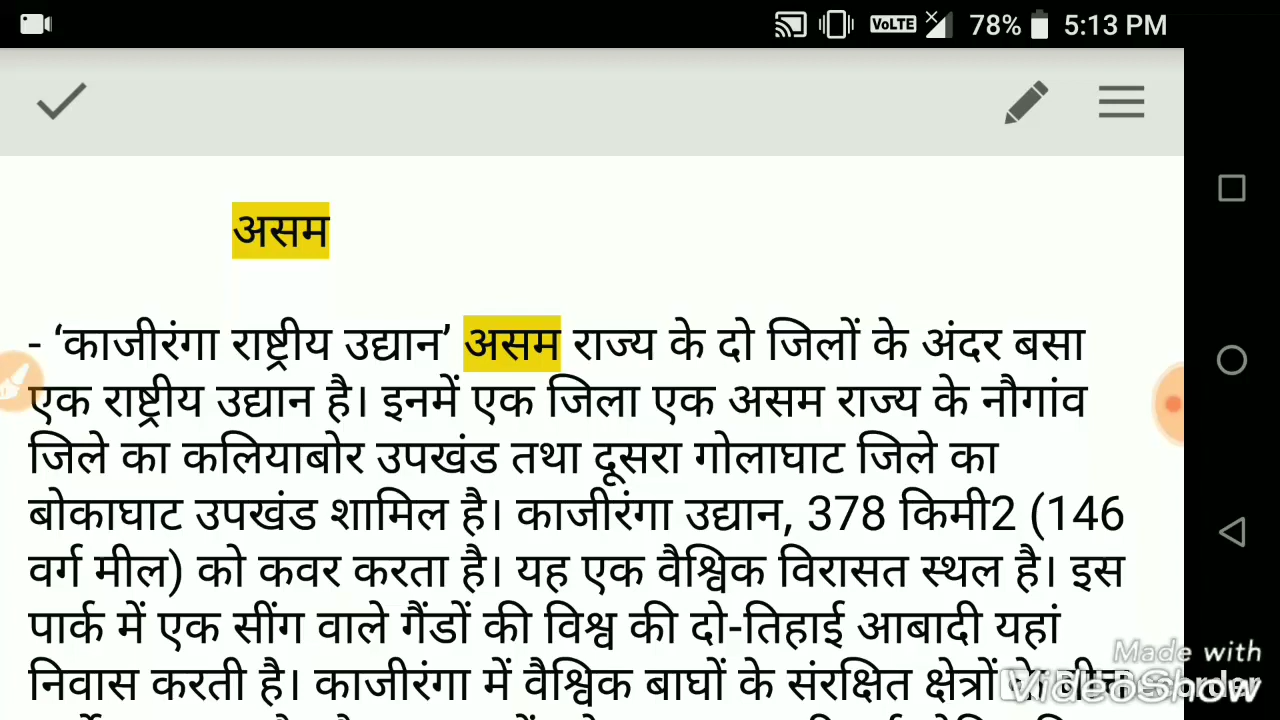 VoLTE 78% 5:13 PM
असम
- ‘काजीरंगा राष्ट्रीय उद्यान’ असम राज्य के दो जिलों के अंदर बसा
एक राष्ट्रीय उद्यान है। इनमें एक जिला एक असम राज्य के नौगांव
जिले का कलियाबोर उपखंड तथा दूसरा गोलाघाट जिले का
बोकाघाट उपखंड शामिल है। काजीरंगा उद्यान, 378 किमी2 (146
वर्ग मील) को कवर करता है। यह एक वैश्विक विरासत स्थल है। इस
पार्क में एक सींग वाले गैंडों की विश्व की दो-तिहाई आबादी यहां
निवास करती है। काजीरंगा में वैश्विक बाघों के संरक्षित क्षेत्रों के
Made with
VideoShow